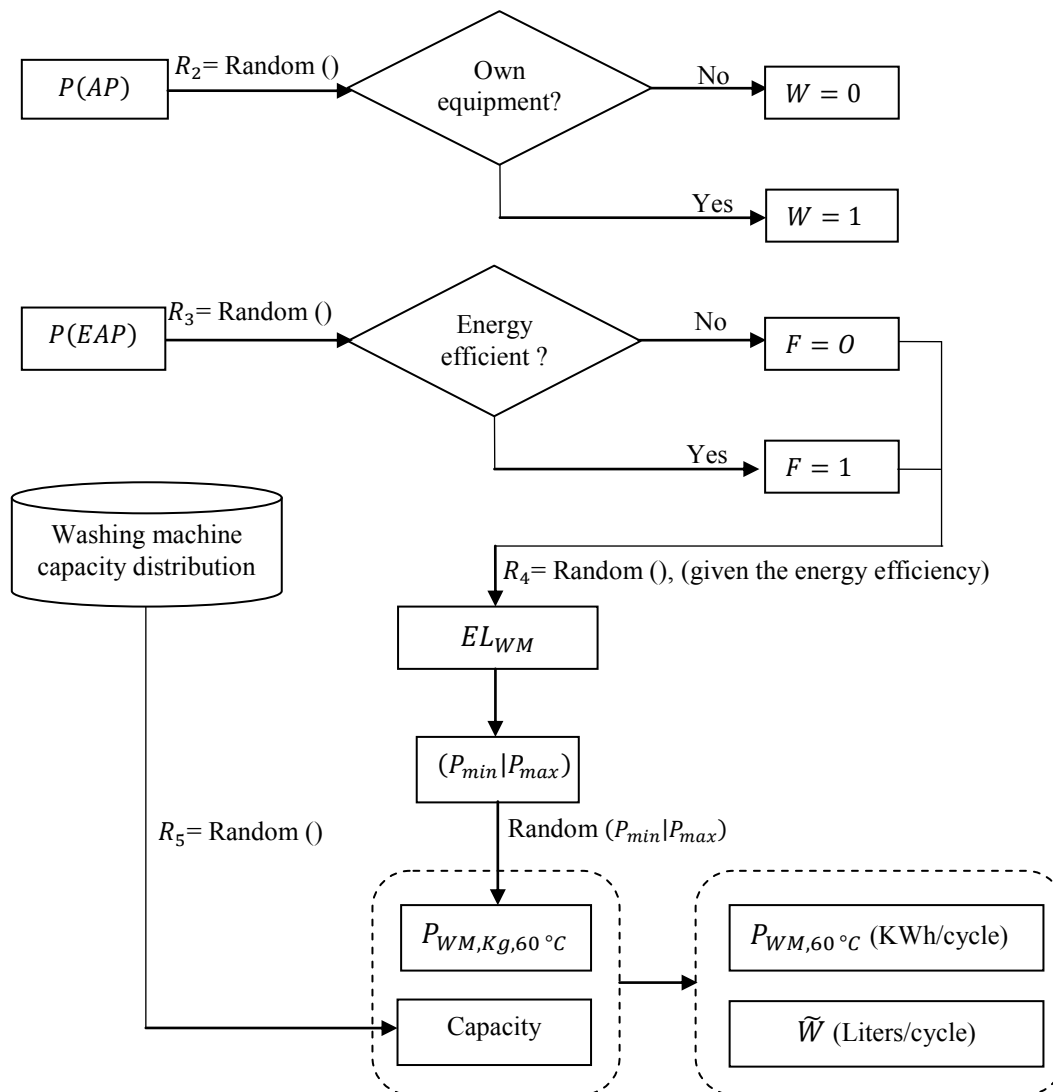 P(AP)
R₂= Random ()
Own
equipment?
No
W = 0
Yes
W = 1
P(EAP)
R₃= Random ()
Energy
efficient ?
No
F = O
Yes
F = 1
Washing machine
capacity distribution
R₄= Random (), (given the energy efficiency)
EL_WM
(P_min|P_max)
R₅= Random ()
Random (P_min|P_max)
P_WM,Kg,60 °C
P_WM,60 °C (KWh/cycle)
Capacity
W̃ (Liters/cycle)